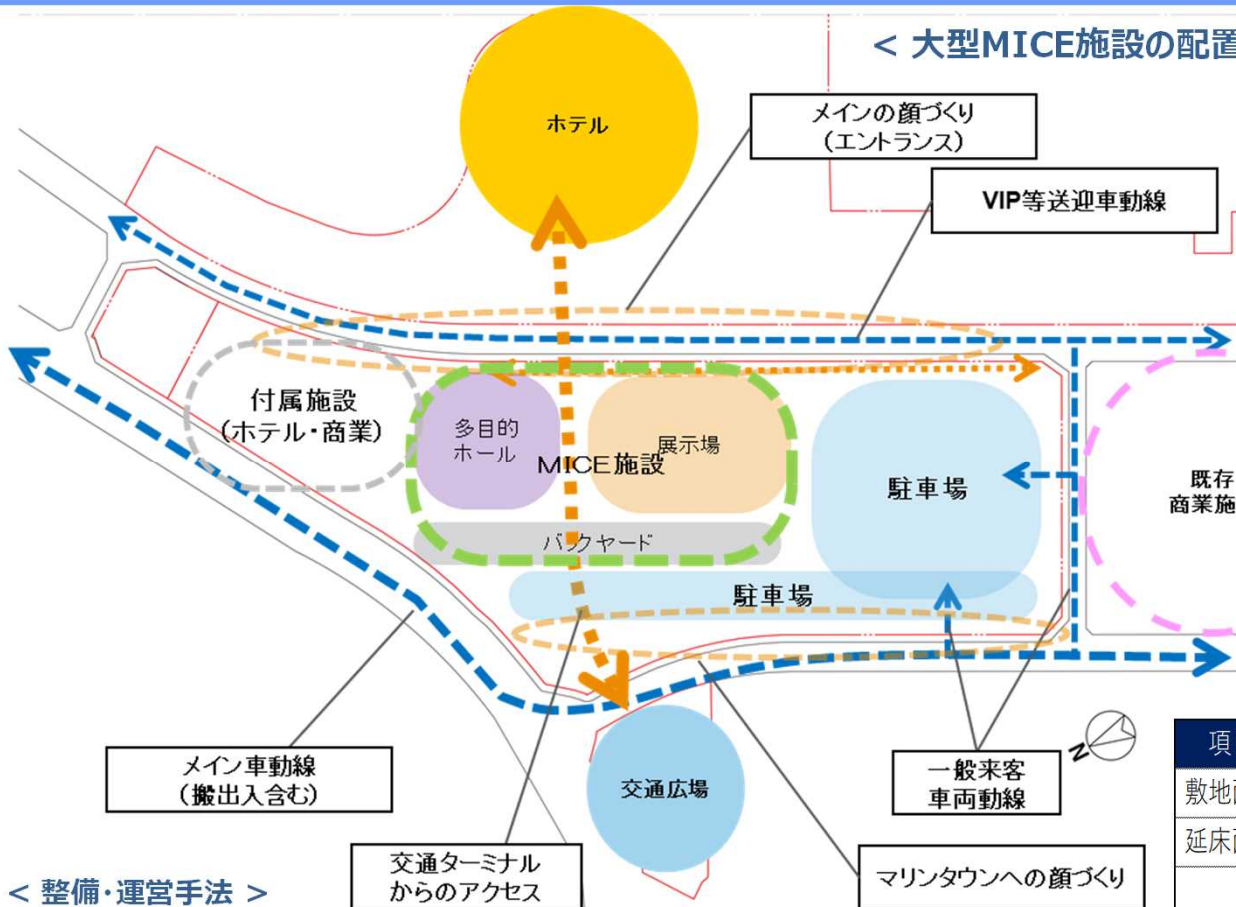 < 大型MICE施設の配置
ホテル
メインの顔づくり
(エントランス)
VIP等送迎車動線
付属施設
(ホテル・商業)
多目的
ホール
展示場
MICE施設
駐車場
既存
商業施
バックヤード
駐車場
メイン車動線
(搬出入含む)
交通広場
一般来客
車両動線
N
項
敷地面
延床面
交通ターミナル
からのアクセス
マリンタウンへの顔づくり
< 整備・運営手法 >